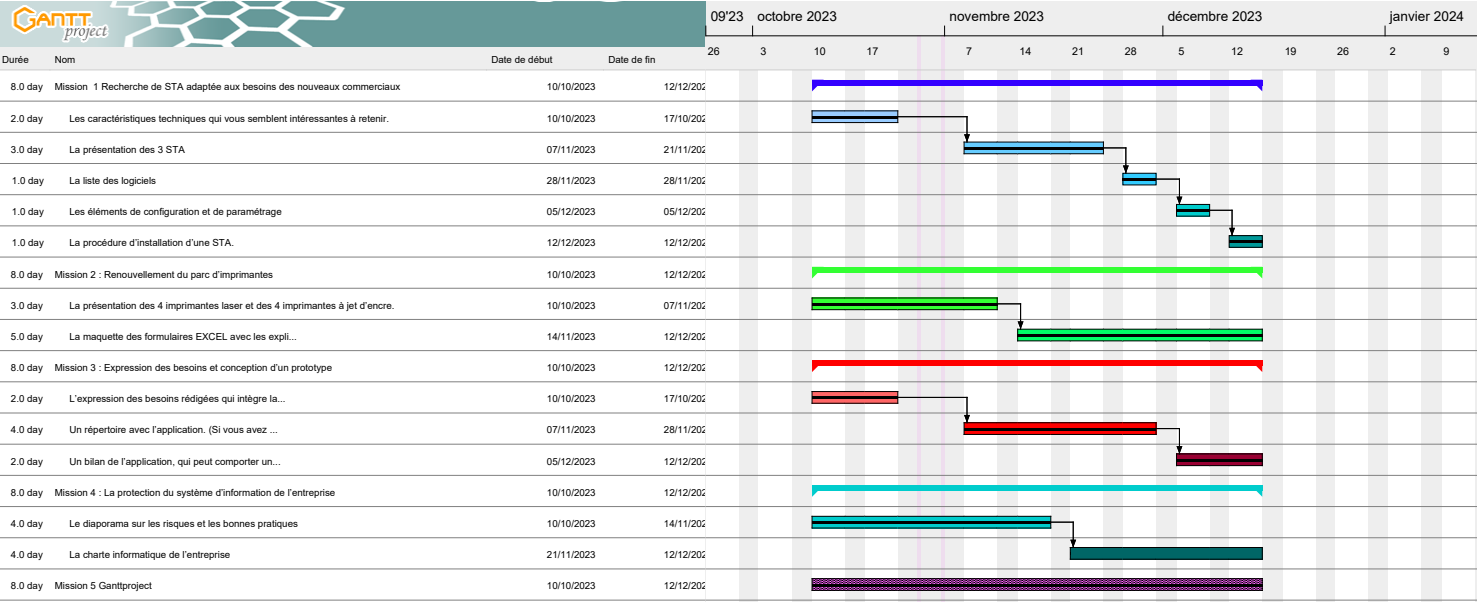 GANTT
project
09'23 octobre 2023 novembre 2023 décembre 2023 janvier 2024
26 3 10 17 7 14 21 28 5 12 19 26 2 9
Durée Nom Date de début Date de fin
8.0 day Mission 1 Recherche de STA adaptée aux besoins des nouveaux commerciaux 10/10/2023 12/12/202
2.0 day Les caractéristiques techniques qui vous semblent intéressantes à retenir. 10/10/2023 17/10/202
3.0 day La présentation des 3 STA 07/11/2023 21/11/202
1.0 day La liste des logiciels 28/11/2023 28/11/202
1.0 day Les éléments de configuration et de paramétrage 05/12/2023 05/12/202
1.0 day La procédure d'installation d'une STA. 12/12/2023 12/12/202
8.0 day Mission 2 : Renouvellement du parc d'imprimantes 10/10/2023 12/12/202
3.0 day La présentation des 4 imprimantes laser et des 4 imprimantes à jet d'encre. 10/10/2023 07/11/202
5.0 day La maquette des formulaires EXCEL avec les expli... 14/11/2023 12/12/202
8.0 day Mission 3 : Expression des besoins et conception d'un prototype 10/10/2023 12/12/202
2.0 day L'expression des besoins rédigées qui intègre la... 10/10/2023 17/10/202
4.0 day Un répertoire avec l'application. (Si vous avez ... 07/11/2023 28/11/202
2.0 day Un bilan de l'application, qui peut comporter un... 05/12/2023 12/12/202
8.0 day Mission 4 : La protection du système d'information de l'entreprise 10/10/2023 12/12/202
4.0 day Le diaporama sur les risques et les bonnes pratiques 10/10/2023 14/11/202
4.0 day La charte informatique de l'entreprise 21/11/2023 12/12/202
8.0 day Mission 5 Ganttproject 10/10/2023 12/12/202